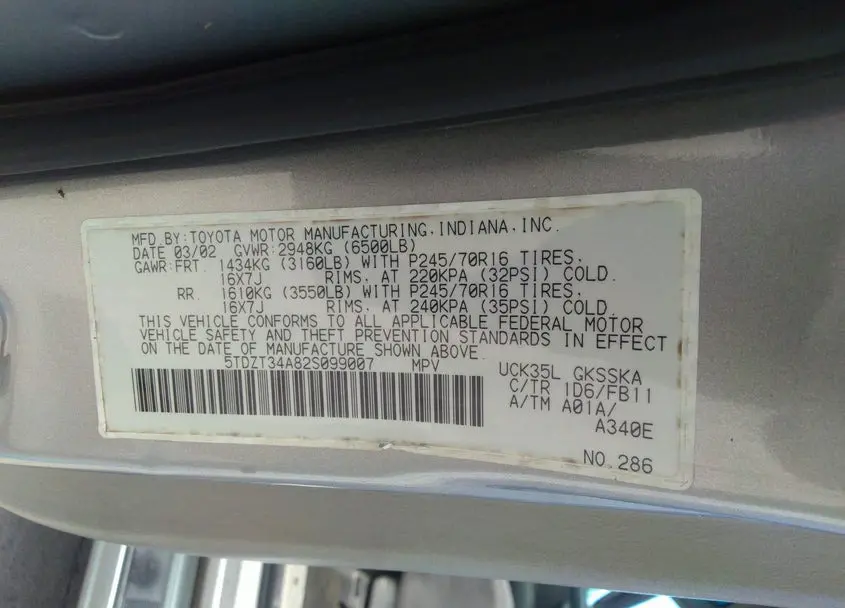 MFD.BY:TOYOTA MOTOR MANUFACTURING,INDIANA,INC.
DATE 03/02 GVWR:2948KG (6500LB)
GAWR:FRT. 1434KG (3160LB) WITH P245/70R16 TIRES,
16X7J RIMS, AT 220KPA (32PSI) COLD.
RR. 1610KG (3550LB) WITH P245/70R16 TIRES,
16X7J RIMS, AT 240KPA (35PSI) COLD.
THIS VEHICLE CONFORMS TO ALL APPLICABLE FEDERAL MOTOR
VEHICLE SAFETY AND THEFT PREVENTION STANDARDS IN EFFECT
ON THE DATE OF MANUFACTURE SHOWN ABOVE.
5TDZT34A82S099007 MPV UCK35L GKSSKA
C/TR 1D6/FB11
A/TM A01A/
A340E
NO.286